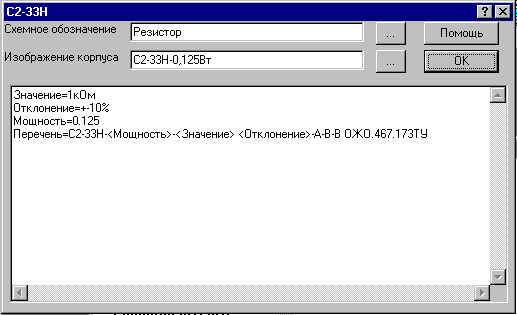 С2-33Н
Схемное обозначение Резистор ... Помощь
Изображение корпуса С2-33Н-0,125Вт ... OK
Значение=1кОм
Отклонение=+-10%
Мощность=0.125
Перечень=С2-33Н-<Мощность>-<Значение> <Отклонение>-А-В-В ОЖО.467.173ТУ